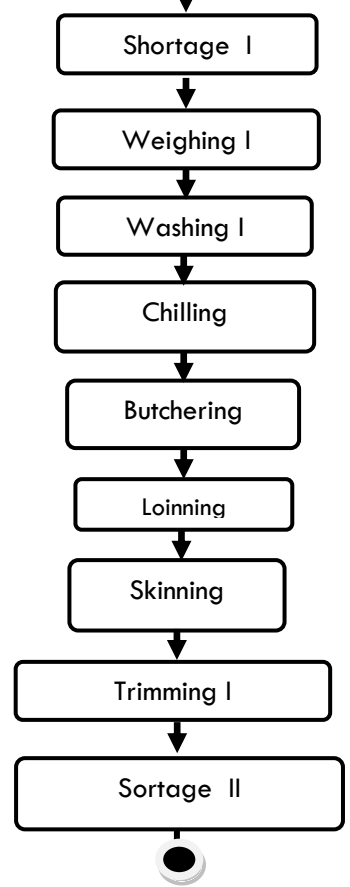 Shortage I
Weighing I
Washing I
Chilling
Butchering
Loinning
Skinning
Trimming I
Sortage II